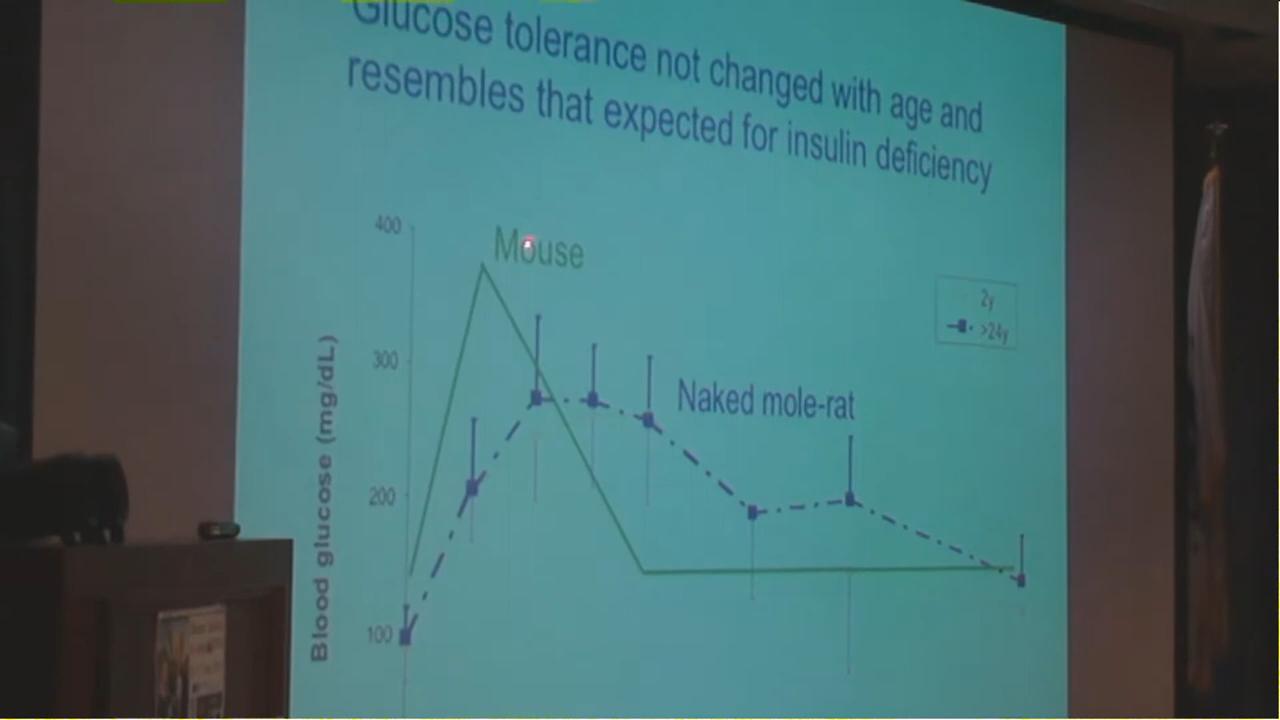 Glucose tolerance not changed with age and
resembles that expected for insulin deficiency
400
Mouse
2y
>24y
300
Naked mole-rat
Blood glucose (mg/dL)
200
100